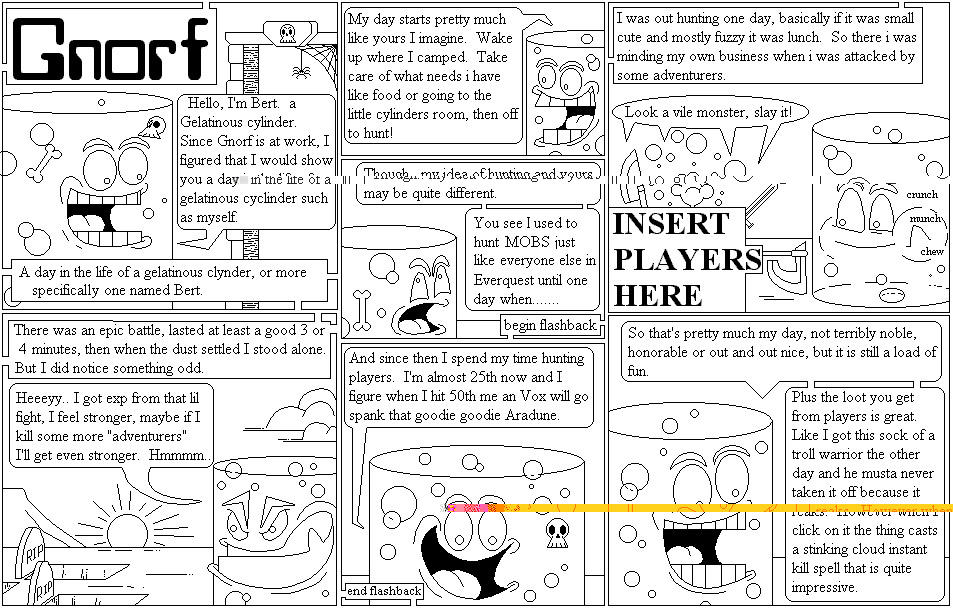 Gnorf
Hello, I'm Bert. a
Gelatinous cylinder.
Since Gnorf is at work, I
figured that I would show
you a day in the life of a
gelatinous cyclinder such
as myself.
A day in the life of a gelatinous clynder, or more
specifically one named Bert.
My day starts pretty much
like yours I imagine. Wake
up where I camped. Take
care of what needs i have
like food or going to the
little cylinders room, then off
to hunt!
Though, my idea of hunting and yours
may be quite different.
You see I used to
hunt MOBS just
like everyone else in
Everquest until one
day when.......
begin flashback
I was out hunting one day, basically if it was small
cute and mostly fuzzy it was lunch. So there i was
minding my own business when i was attacked by
some adventurers.
Look a vile monster, slay it!
INSERT
PLAYERS
HERE
crunch
munch
chew
There was an epic battle, lasted at least a good 3 or
4 minutes, then when the dust settled I stood alone.
But I did notice something odd.
Heeeyy.. I got exp from that lil
fight, I feel stronger, maybe if I
kill some more "adventurers"
I'll get even stronger. Hmmmm..
RIP
RIP
And since then I spend my time hunting
players. I'm almost 25th now and I
figure when I hit 50th me an Vox will go
spank that goodie goodie Aradune.
end flashback
So that's pretty much my day, not terribly noble,
honorable or out and out nice, but it is still a load of
fun.
Plus the loot you get
from players is great.
Like I got this sock of a
troll warrior the other
day and he musta never
taken it off because it
leaks. However when I
click on it the thing casts
a stinking cloud instant
kill spell that is quite
impressive.